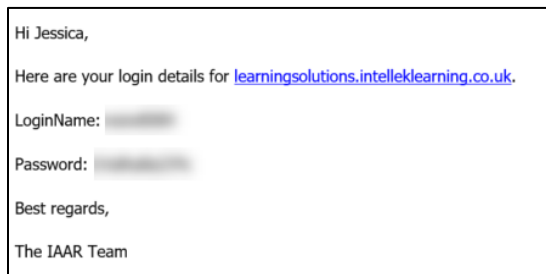 Hi Jessica,
Here are your login details for learningsolutions.intelleklearning.co.uk.
LoginName:
Password:
Best regards,
The IAAR Team